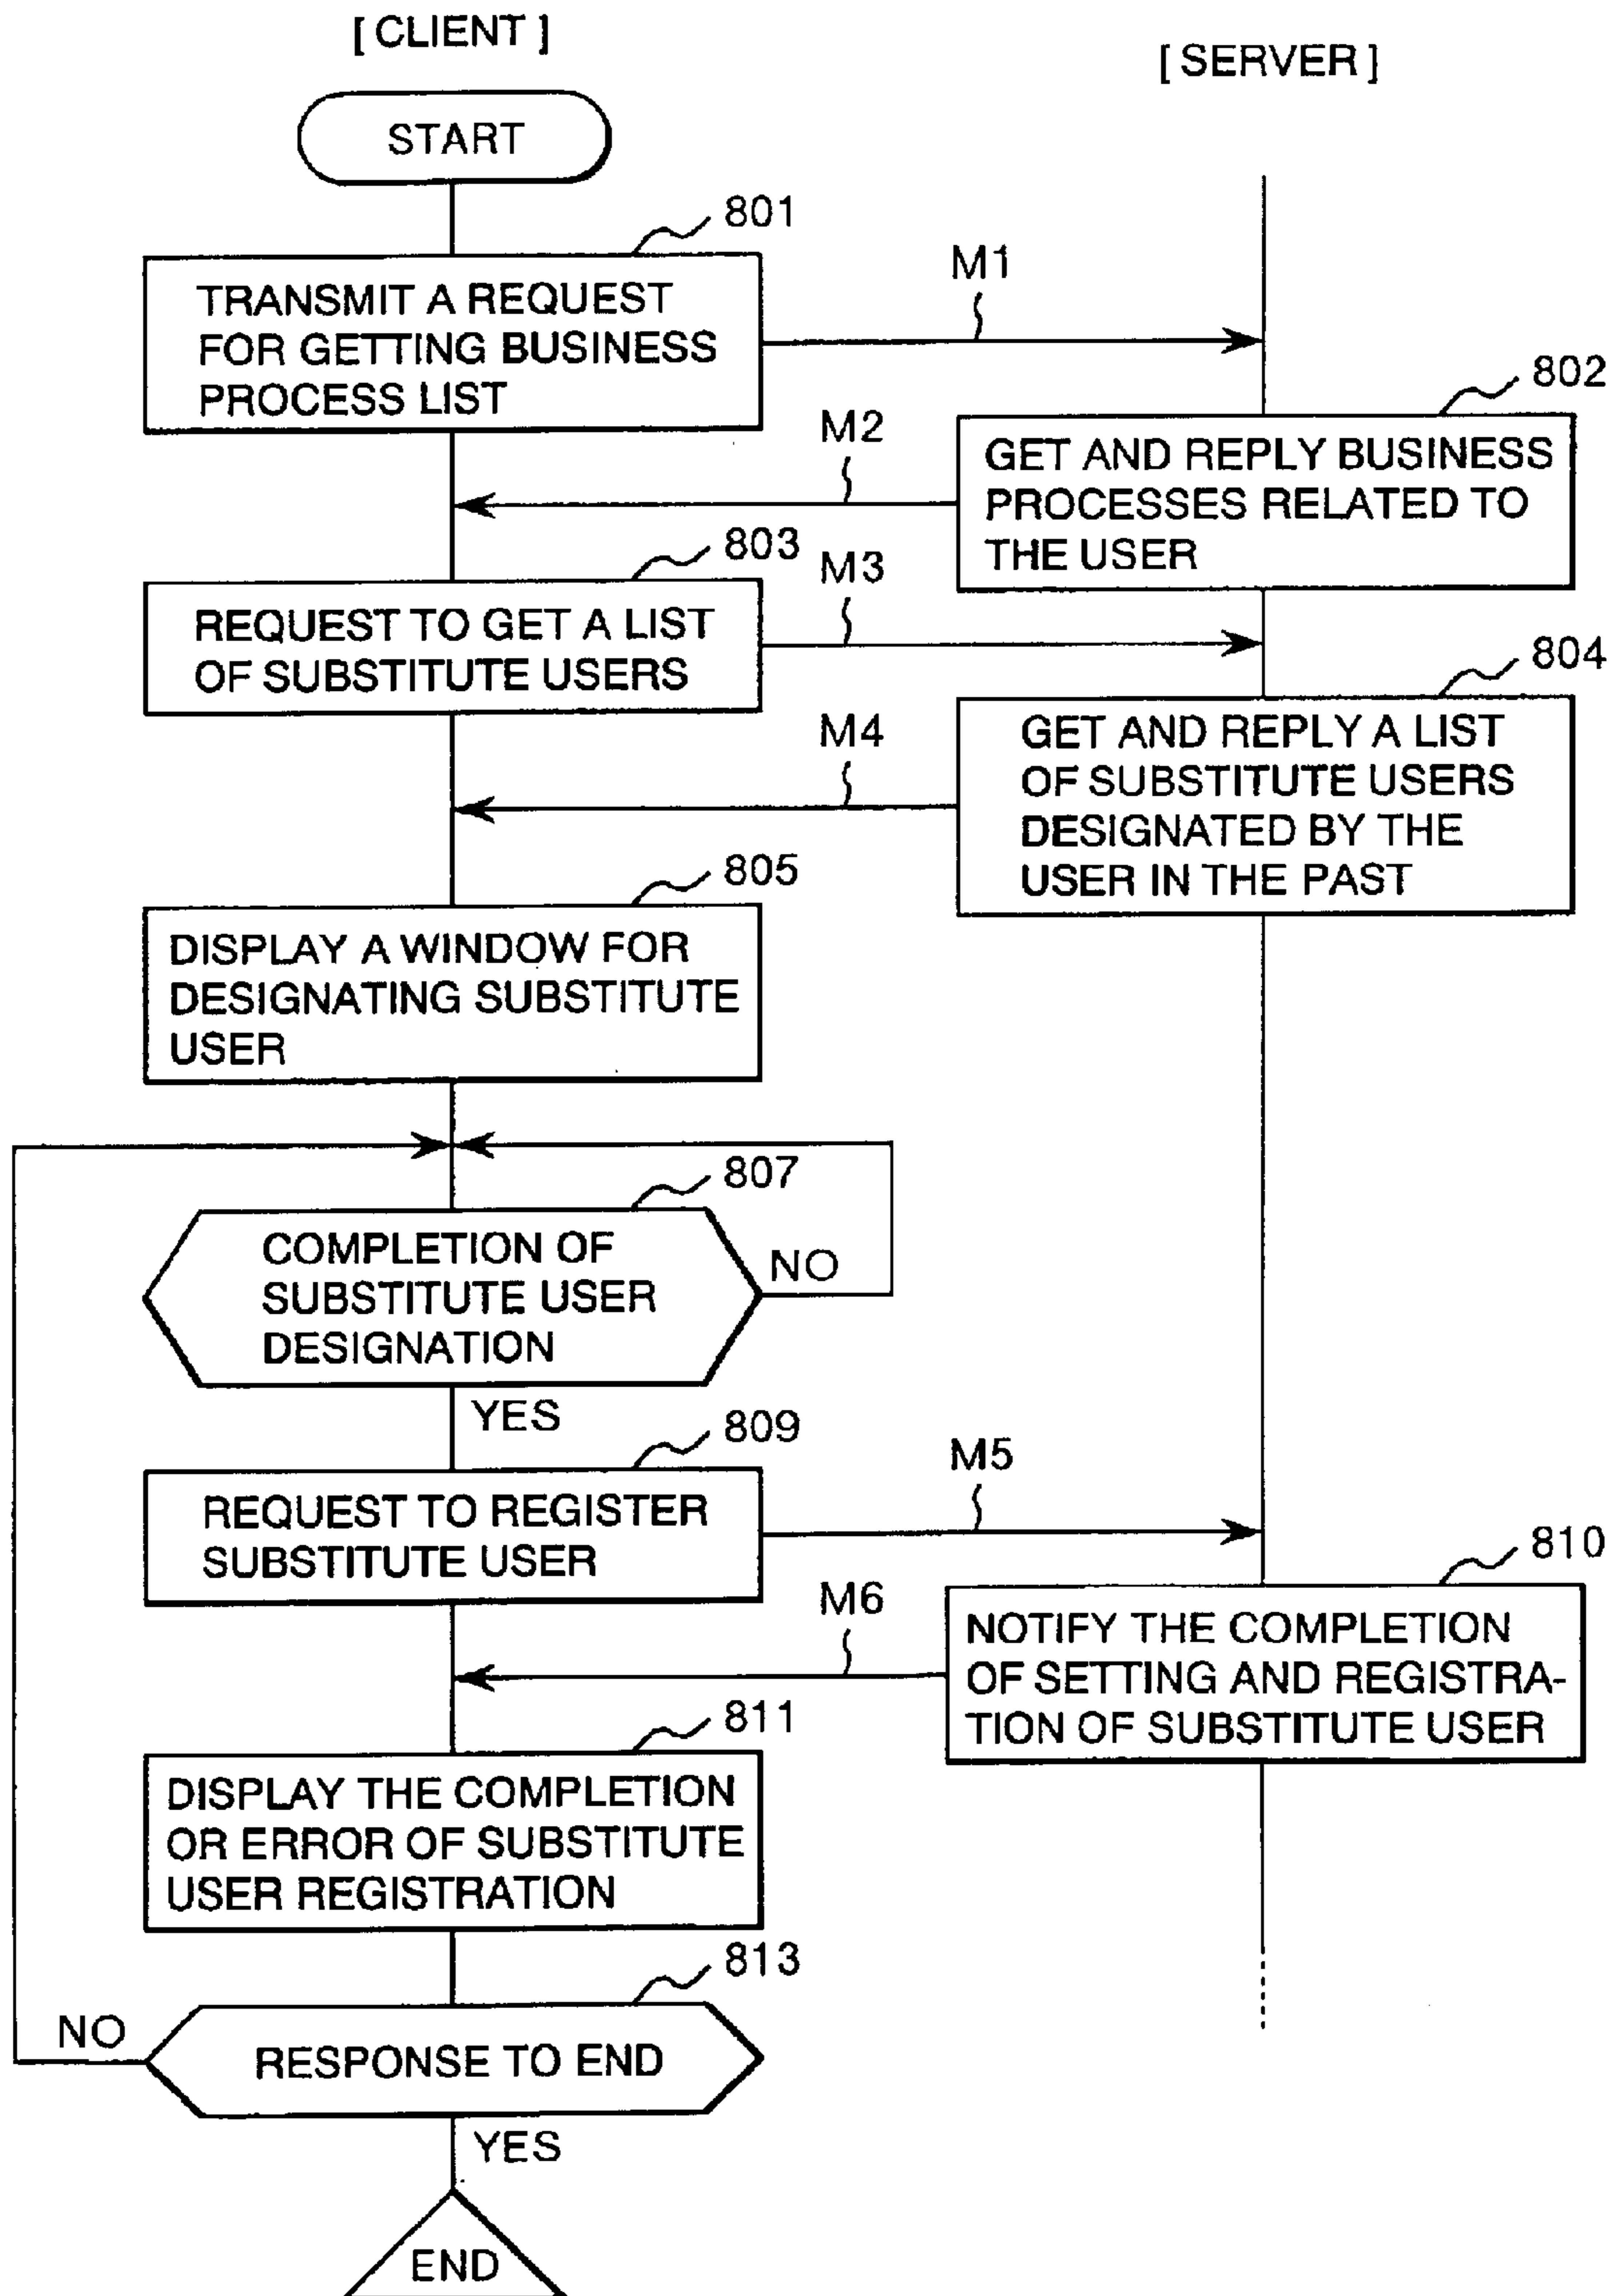 [ CLIENT ]
[ SERVER ]
START
801
TRANSMIT A REQUEST
FOR GETTING BUSINESS
PROCESS LIST
M1
802
GET AND REPLY BUSINESS
PROCESSES RELATED TO
THE USER
M2
803
REQUEST TO GET A LIST
OF SUBSTITUTE USERS
M3
804
GET AND REPLY A LIST
OF SUBSTITUTE USERS
DESIGNATED BY THE
USER IN THE PAST
M4
805
DISPLAY A WINDOW FOR
DESIGNATING SUBSTITUTE
USER
807
COMPLETION OF
SUBSTITUTE USER
DESIGNATION
NO
YES
809
REQUEST TO REGISTER
SUBSTITUTE USER
M5
810
NOTIFY THE COMPLETION
OF SETTING AND REGISTRA-
TION OF SUBSTITUTE USER
M6
811
DISPLAY THE COMPLETION
OR ERROR OF SUBSTITUTE
USER REGISTRATION
813
NO
RESPONSE TO END
YES
END